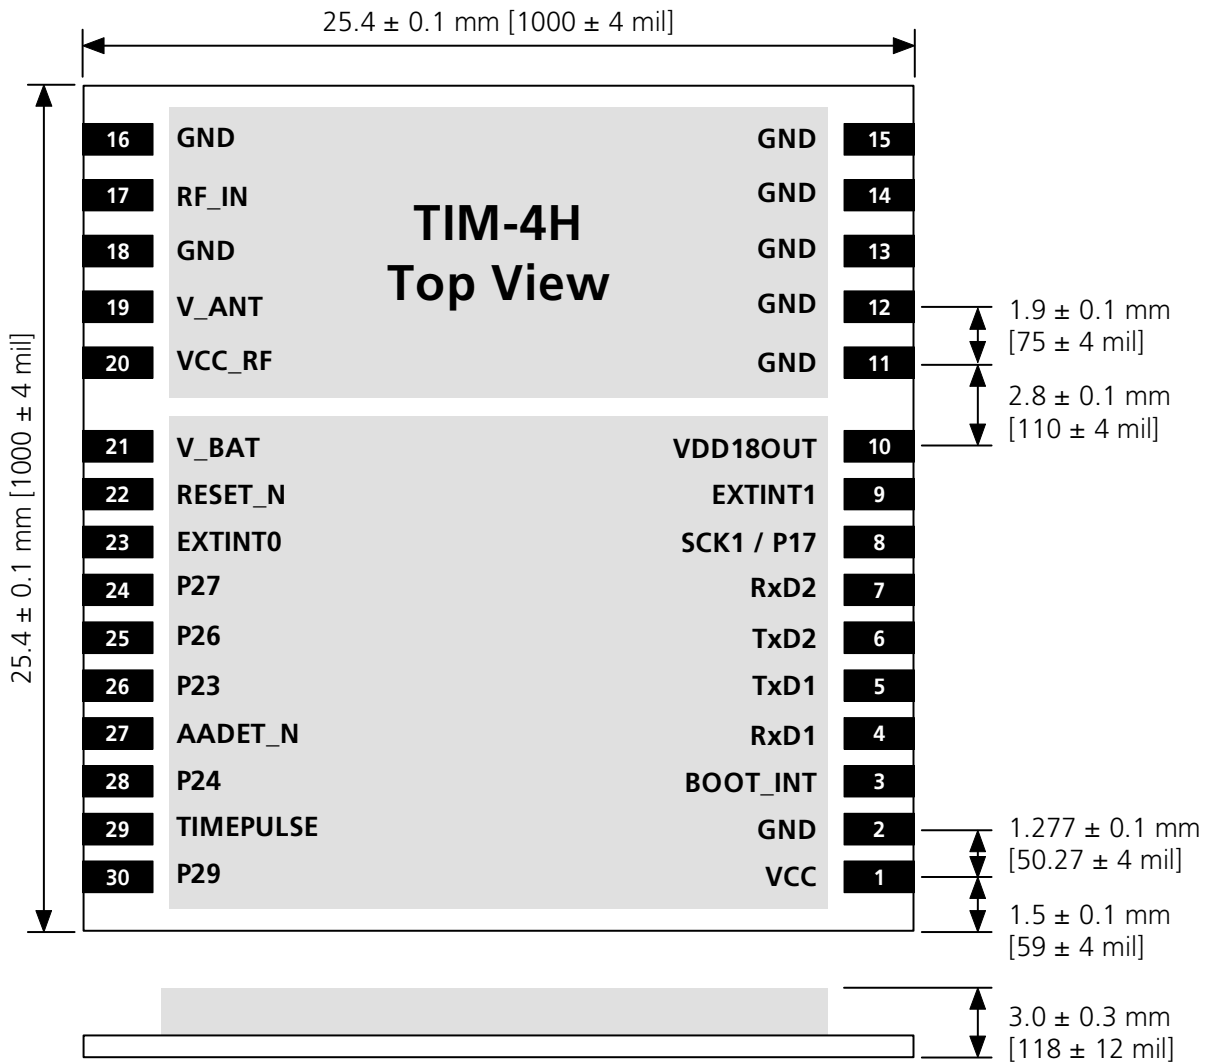 25.4 ± 0.1 mm [1000 ± 4 mil]
25.4 ± 0.1 mm [1000 ± 4 mil]
TIM-4H
Top View
16 GND
17 RF_IN
18 GND
19 V_ANT
20 VCC_RF
21 V_BAT
22 RESET_N
23 EXTINT0
24 P27
25 P26
26 P23
27 AADET_N
28 P24
29 TIMEPULSE
30 P29
GND 15
GND 14
GND 13
GND 12
GND 11
VDD18OUT 10
EXTINT1 9
SCK1 / P17 8
RxD2 7
TxD2 6
TxD1 5
RxD1 4
BOOT_INT 3
GND 2
VCC 1
1.9 ± 0.1 mm
[75 ± 4 mil]
2.8 ± 0.1 mm
[110 ± 4 mil]
1.277 ± 0.1 mm
[50.27 ± 4 mil]
1.5 ± 0.1 mm
[59 ± 4 mil]
3.0 ± 0.3 mm
[118 ± 12 mil]